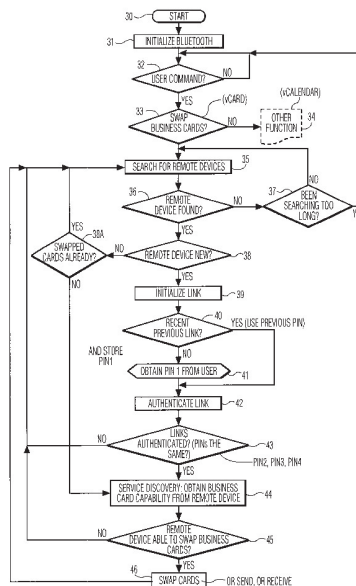 30
START
31
INITIALIZE BLUETOOTH
32
USER COMMAND?
NO
YES
(vCARD)
33
SWAP
BUSINESS CARDS?
NO
(vCALENDAR)
OTHER
FUNCTION
34
SEARCH FOR REMOTE DEVICES
35
NO
36
REMOTE
DEVICE FOUND?
NO
37
BEEN
SEARCHING TOO
LONG?
YES
YES
YES
38A
SWAPPED
CARDS ALREADY?
NO
NO
REMOTE DEVICE NEW?
38
YES
INITIALIZE LINK
39
40
RECENT
PREVIOUS LINK?
YES (USE PREVIOUS PIN)
NO
AND STORE
PIN1
OBTAIN PIN 1 FROM USER
41
AUTHENTICATE LINK
42
NO
LINKS
AUTHENTICATED? (PINs THE
SAME?)
43
PIN2, PIN3, PIN4
YES
SERVICE DISCOVERY: OBTAIN BUSINESS
CARD CAPABILITY FROM REMOTE DEVICE
44
NO
REMOTE
DEVICE ABLE TO SWAP BUSINESS
CARDS?
45
YES
46
SWAP CARDS
OR SEND, OR RECEIVE